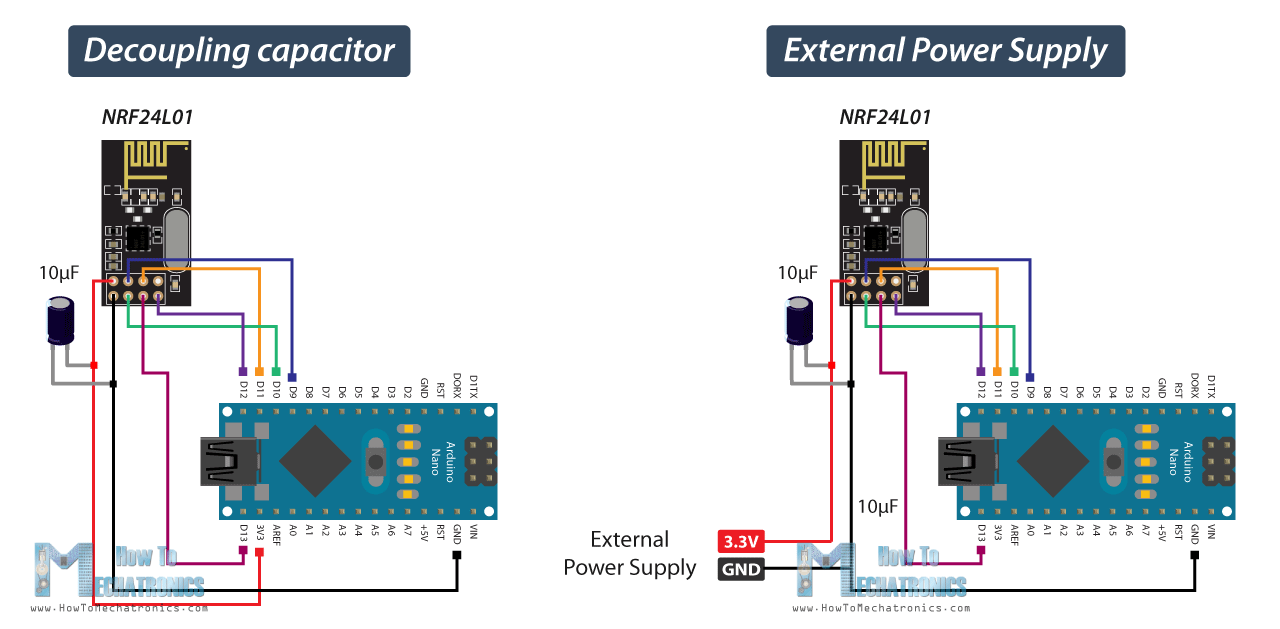 Decoupling capacitor
NRF24L01
10µF
D12 D11 D10 D9 D8 D7 D6 D5 D4 D3 D2 GND RST DORX D1TX
Arduino
Nano
D13 3V3 AREF A0 A1 A2 A3 A4 A5 A6 A7 +5V RST GND VIN
How To
MECHATRONICS
www.HowToMechatronics.com
External Power Supply
NRF24L01
10µF
D12 D11 D10 D9 D8 D7 D6 D5 D4 D3 D2 GND RST DORX D1TX
Arduino
Nano
10µF
D13 3V3 AREF A0 A1 A2 A3 A4 A5 A6 A7 +5V RST GND VIN
External
Power Supply
3.3V
GND
How To
MECHATRONICS
www.HowToMechatronics.com